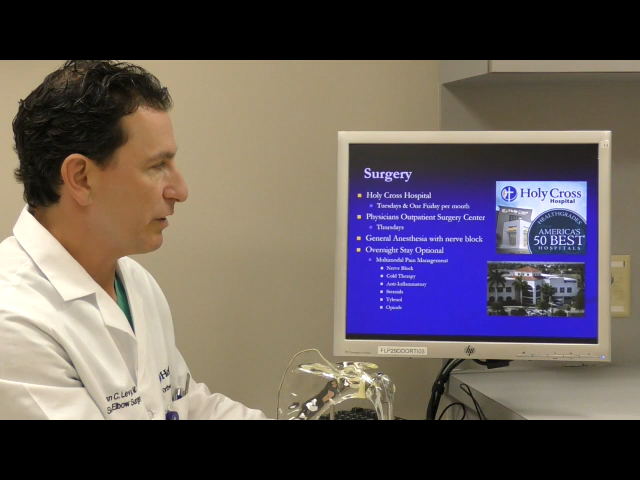 Surgery
Holy Cross Hospital
Tuesdays & One Friday per month
Physicians Outpatient Surgery Center
Thursdays
General Anesthesia with nerve block
Overnight Stay Optional
Multimodal Pain Management
Nerve Block
Cold Therapy
Anti-Inflammatory
Steroids
Tylenol
Opioids
Holy Cross
Hospital
HEALTHGRADES
AMERICA'S
50 BEST
HOSPITALS
hp
C. Levy
Elbow